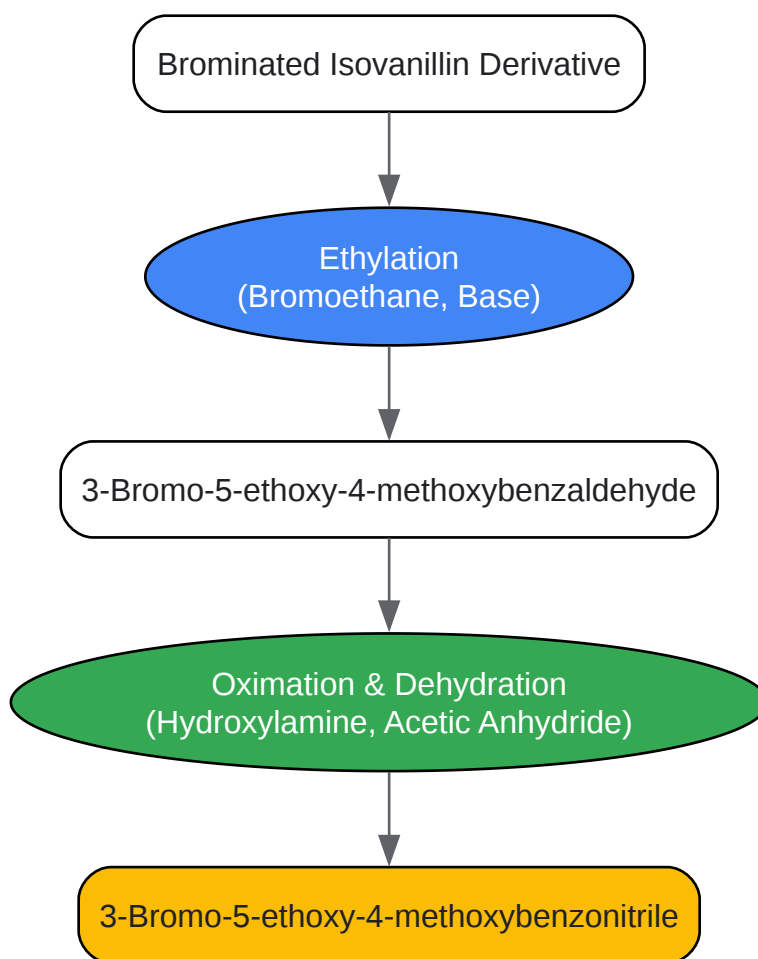 Brominated Isovanillin Derivative
Ethylation
(Bromoethane, Base)
3-Bromo-5-ethoxy-4-methoxybenzaldehyde
Oximation & Dehydration
(Hydroxylamine, Acetic Anhydride)
3-Bromo-5-ethoxy-4-methoxybenzonitrile